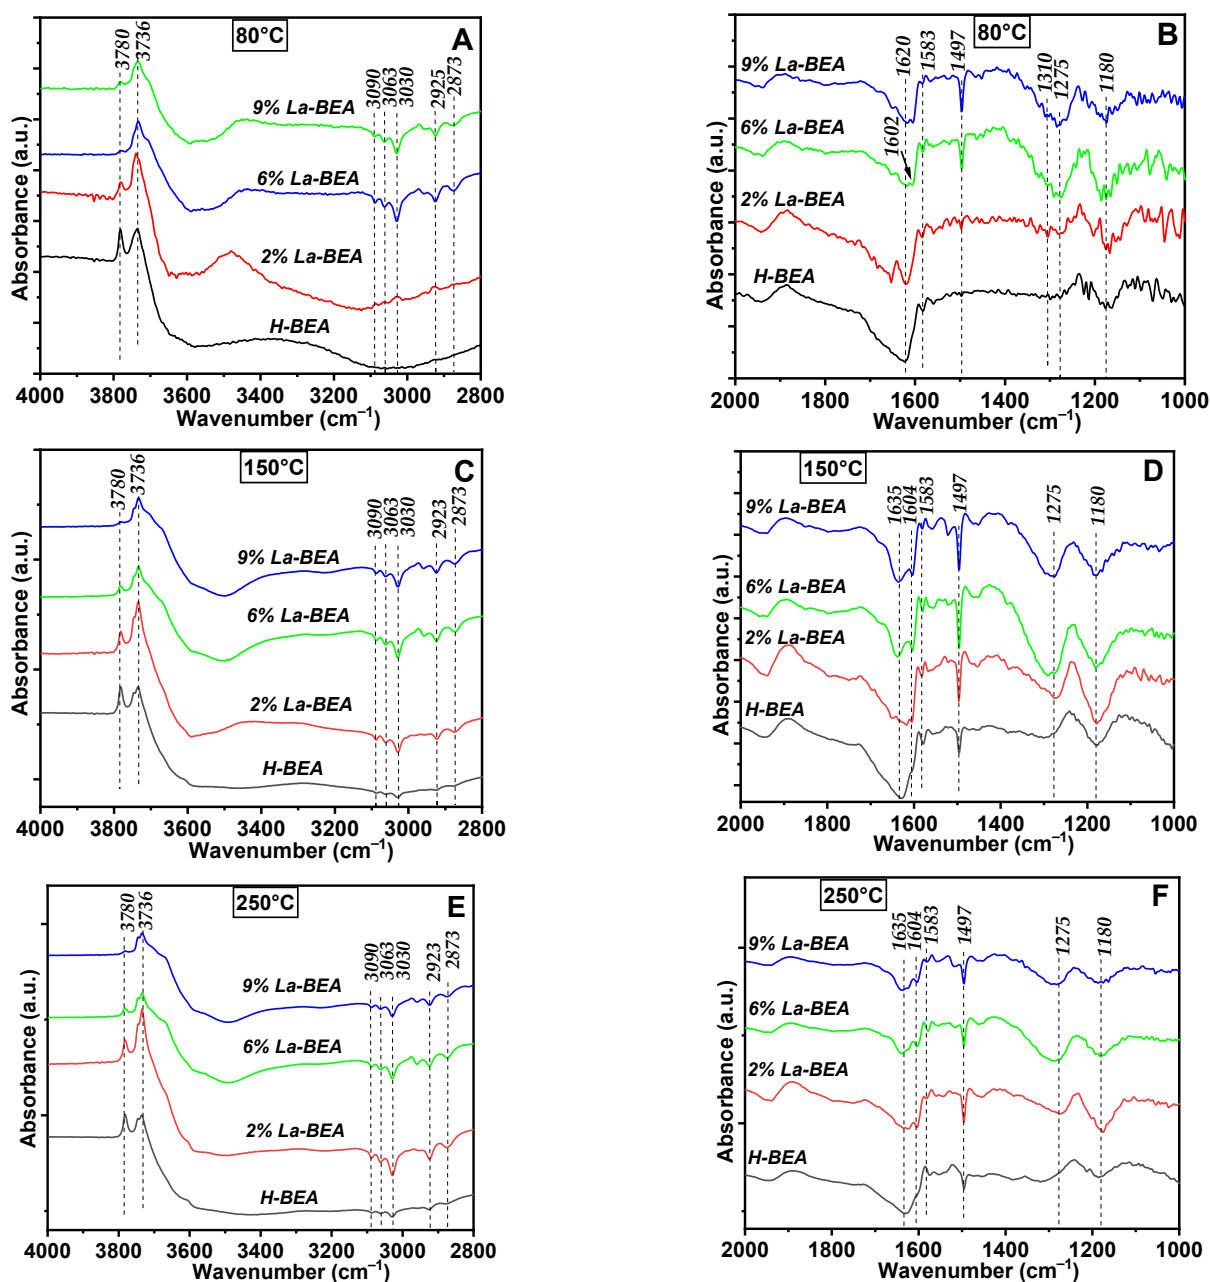 80°C
A
3780
3736
3090
3063
3030
2925
2873
9% La-BEA
6% La-BEA
2% La-BEA
H-BEA
Absorbance (a.u.)
4000 3800 3600 3400 3200 3000 2800
Wavenumber (cm⁻¹)
80°C
B
1620
1583
1497
1310
1275
1180
1602
9% La-BEA
6% La-BEA
2% La-BEA
H-BEA
Absorbance (a.u.)
2000 1800 1600 1400 1200 1000
Wavenumber (cm⁻¹)
150°C
C
3780
3736
3090
3063
3030
2923
2873
9% La-BEA
6% La-BEA
2% La-BEA
H-BEA
Absorbance (a.u.)
4000 3800 3600 3400 3200 3000 2800
Wavenumber (cm⁻¹)
150°C
D
1635
1604
1583
1497
1275
1180
9% La-BEA
6% La-BEA
2% La-BEA
H-BEA
Absorbance (a.u.)
2000 1800 1600 1400 1200 1000
Wavenumber (cm⁻¹)
250°C
E
3780
3736
3090
3063
3030
2923
2873
9% La-BEA
6% La-BEA
2% La-BEA
H-BEA
Absorbance (a.u.)
4000 3800 3600 3400 3200 3000 2800
Wavenumber (cm⁻¹)
250°C
F
1635
1604
1583
1497
1275
1180
9% La-BEA
6% La-BEA
2% La-BEA
H-BEA
Absorbance (a.u.)
2000 1800 1600 1400 1200 1000
Wavenumber (cm⁻¹)